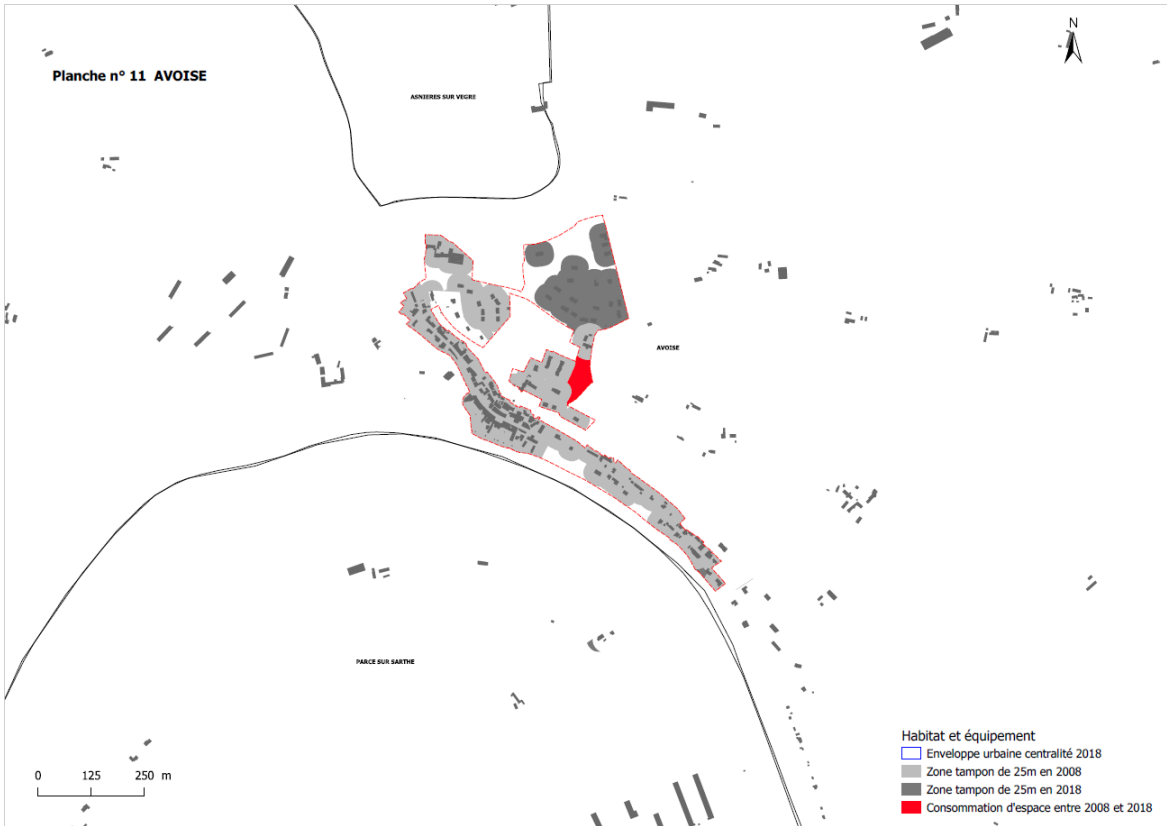 N
Planche n° 11 AVOISE
ASNIERES SUR VEGRE
AVOISE
PARCE SUR SARTHE
Habitat et équipement
Enveloppe urbaine centralité 2018
Zone tampon de 25m en 2008
Zone tampon de 25m en 2018
Consommation d'espace entre 2008 et 2018
0 125 250 m